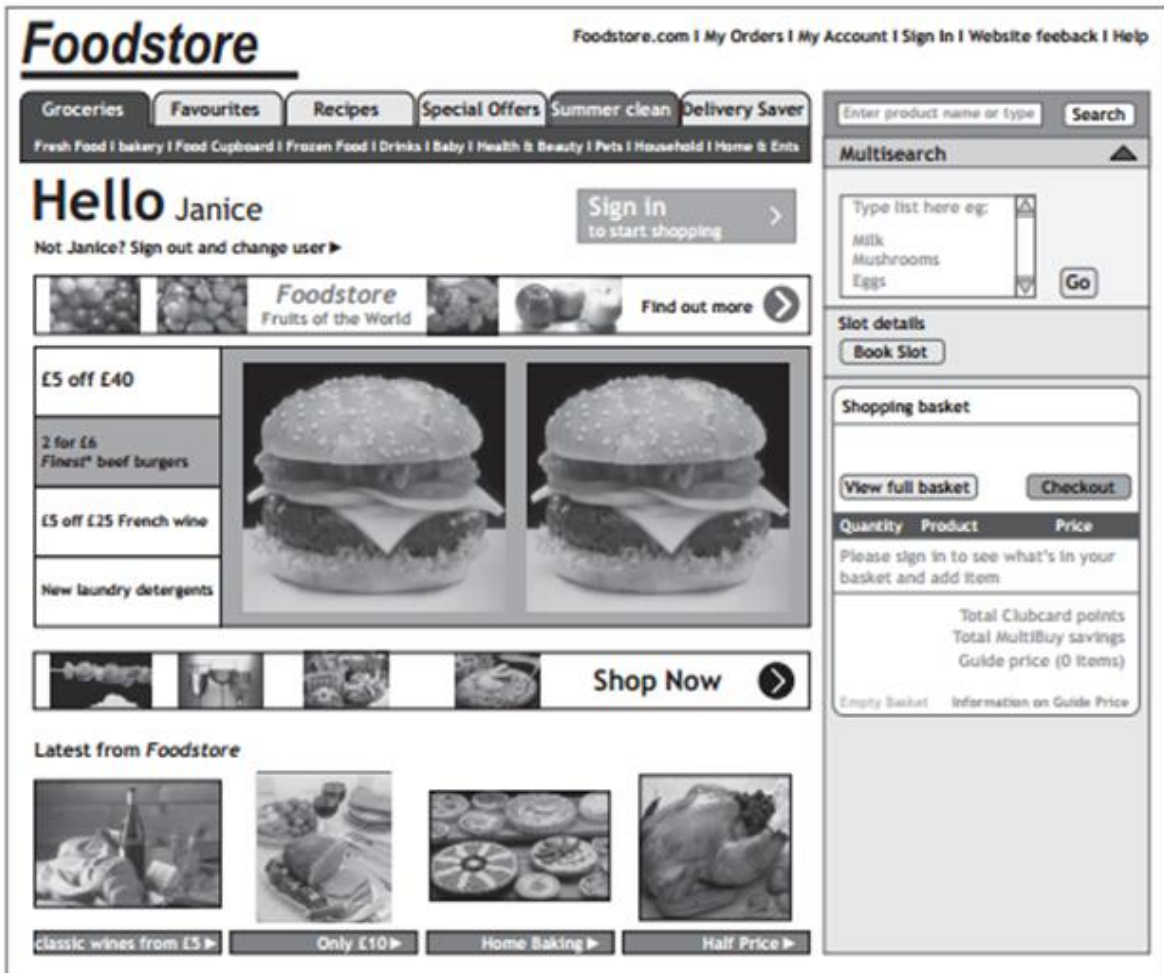 Foodstore
Foodstore.com I My Orders I My Account I Sign In I Website feeback I Help
Groceries Favourites Recipes Special Offers Summer clean Delivery Saver
Fresh Food I bakery I Food Cupboard I Frozen Food I Drinks I Baby I Health & Beauty I Pets I Household I Home & Ents
Hello Janice
Not Janice? Sign out and change user ►
Sign in
to start shopping
Foodstore
Fruits of the World
Find out more
£5 off £40
2 for £6
Finest* beef burgers
£5 off £25 French wine
New laundry detergents
Shop Now
Latest from Foodstore
classic wines from £5 ►
Only £10 ►
Home Baking ►
Half Price ►
Enter product name or type
Search
Multisearch
Type list here eg:
Milk
Mushrooms
Eggs
Go
Slot details
Book Slot
Shopping basket
View full basket
Checkout
Quantity Product Price
Please sign in to see what's in your
basket and add item
Total Clubcard points
Total MultiBuy savings
Guide price (0 items)
Empty Basket
Information on Guide Price